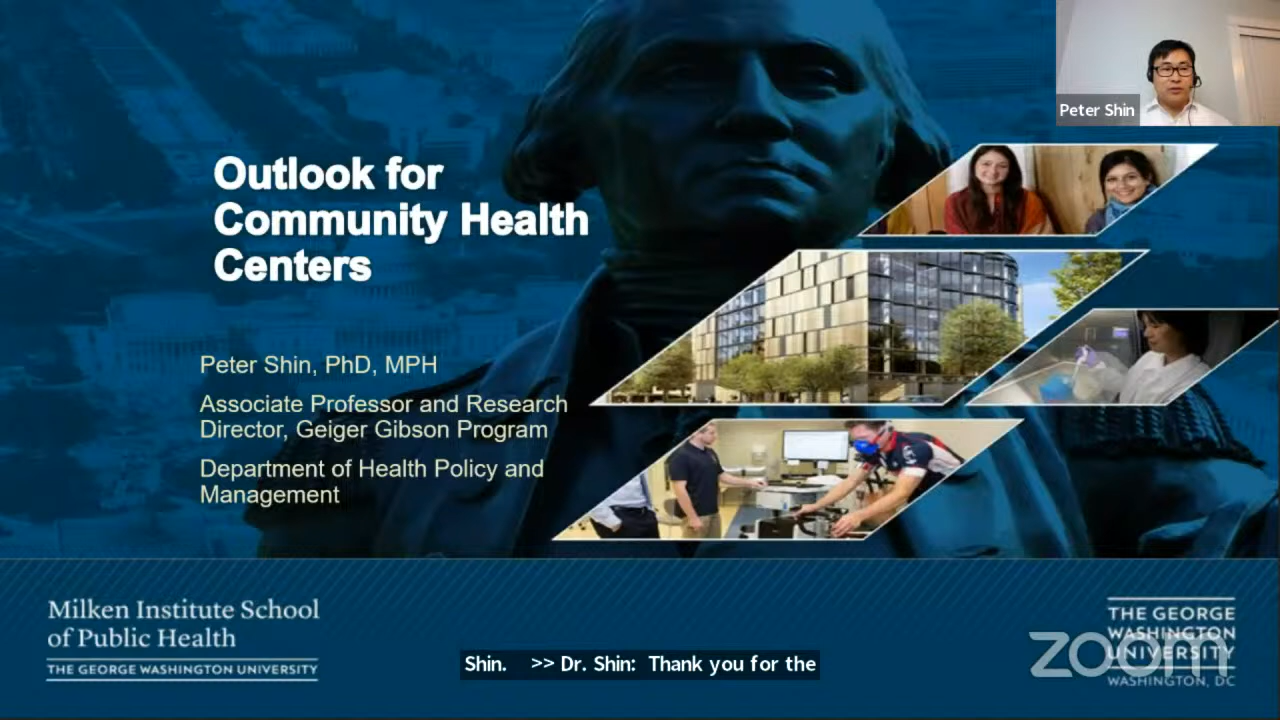 Peter Shin
Outlook for
Community Health
Centers
Peter Shin, PhD, MPH
Associate Professor and Research
Director, Geiger Gibson Program
Department of Health Policy and
Management
Milken Institute School
of Public Health
THE GEORGE WASHINGTON UNIVERSITY
Shin. >> Dr. Shin: Thank you for the
THE GEORGE
WASHINGTON
UNIVERSITY
WASHINGTON, DC
zoom